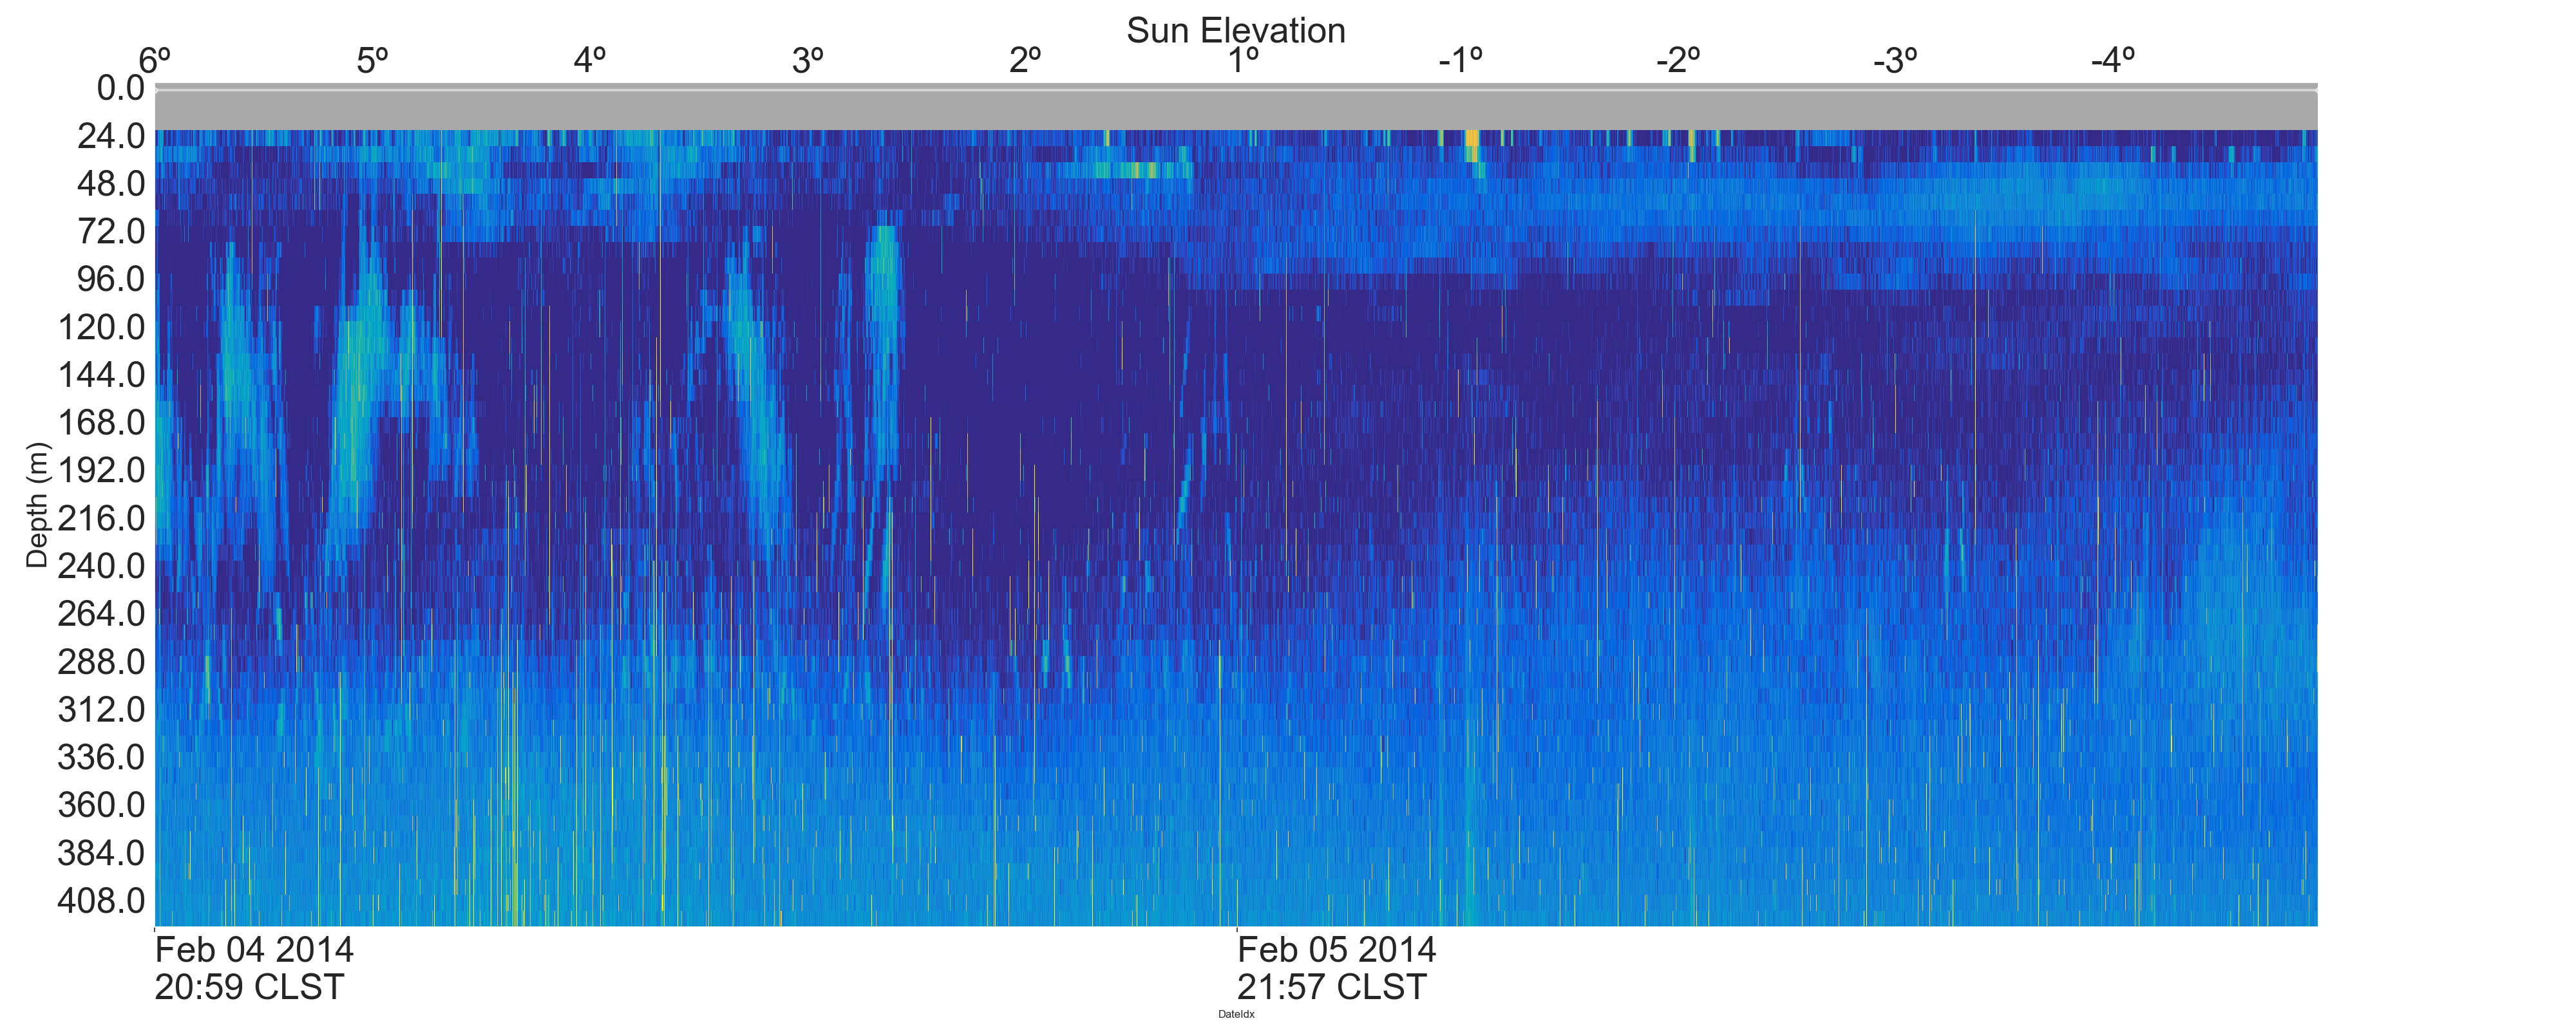 Sun Elevation
6º 5º 4º 3º 2º 1º -1º -2º -3º -4º
0.0
24.0
48.0
72.0
96.0
120.0
144.0
168.0
192.0
216.0
240.0
264.0
288.0
312.0
336.0
360.0
384.0
408.0
Depth (m)
Feb 04 2014
20:59 CLST
Feb 05 2014
21:57 CLST
DateIdx